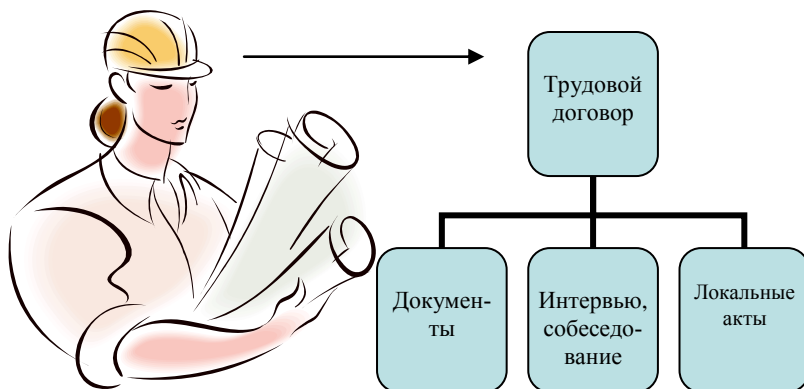 Трудовой
договор
Докумен-
ты
Интервью,
собеседо-
вание
Локальные
акты